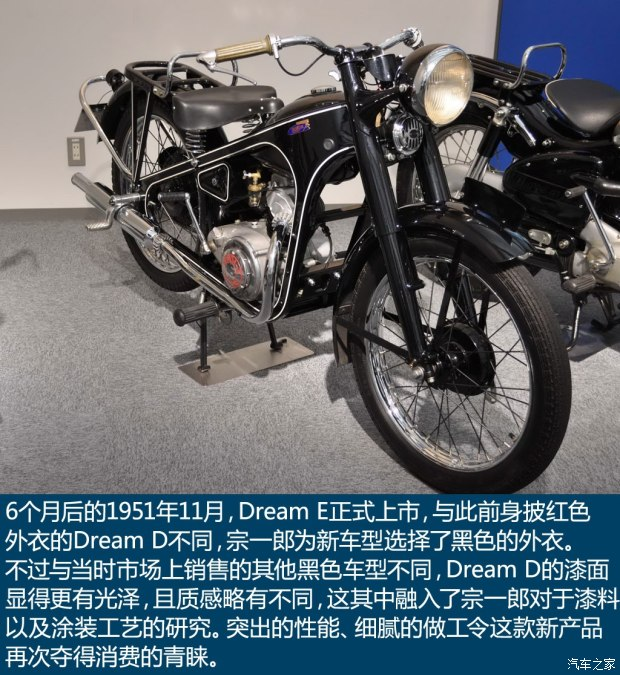 6个月后的1951年11月，Dream E正式上市，与此前身披红色
外衣的Dream D不同，宗一郎为新车型选择了黑色的外衣。
不过与当时市场上销售的其他黑色车型不同，Dream D的漆面
显得更有光泽，且质感略有不同，这其中融入了宗一郎对于漆料
以及涂装工艺的研究。突出的性能、细腻的做工令这款新产品
再次夺得消费的青睐。
汽车之家